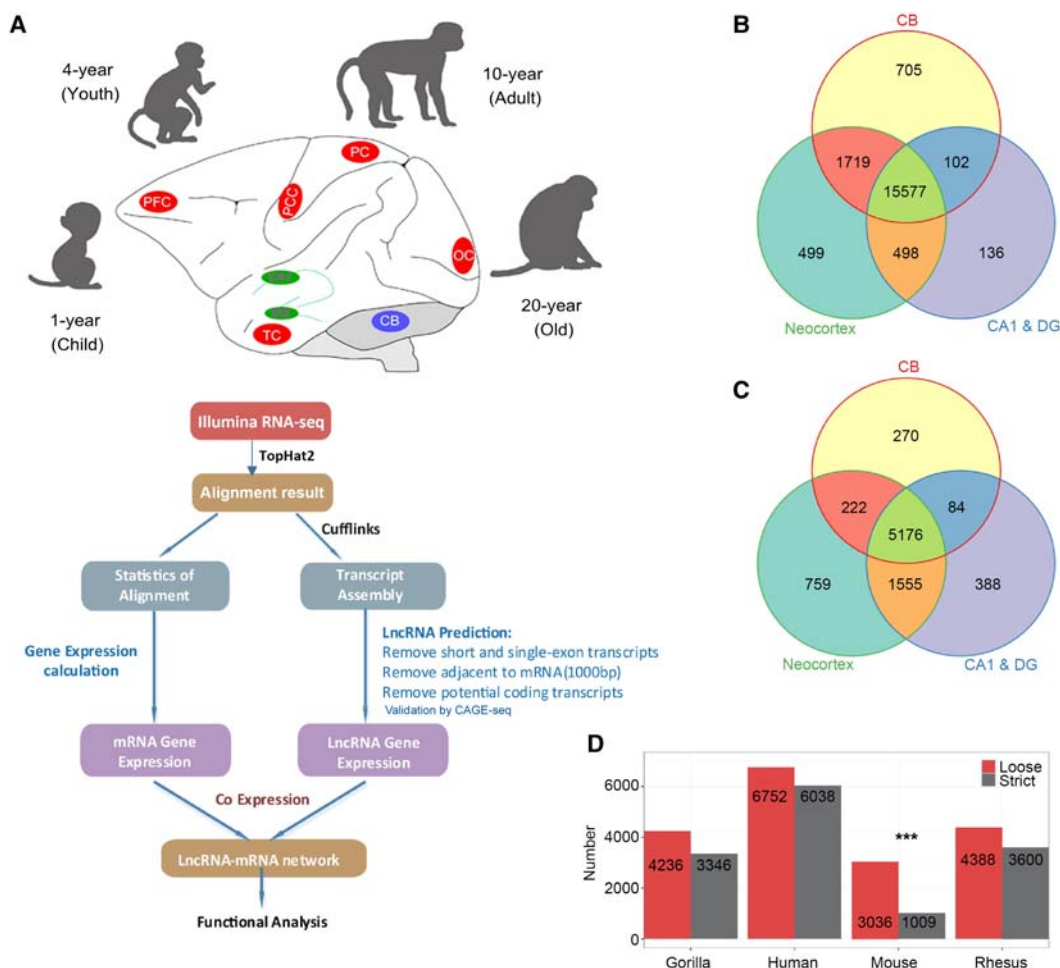 A
4-year
(Youth)
10-year
(Adult)
PFC
PCC
PC
OC
CA1
TC
CB
1-year
(Child)
20-year
(Old)
Illumina RNA-seq
TopHat2
Alignment result
Cufflinks
Statistics of
Alignment
Transcript
Assembly
Gene Expression
calculation
LncRNA Prediction:
Remove short and single-exon transcripts
Remove adjacent to mRNA(1000bp)
Remove potential coding transcripts
Validation by CAGE-seq
mRNA Gene
Expression
LncRNA Gene
Expression
Co Expression
LncRNA-mRNA network
Functional Analysis
B
CB
705
1719
102
15577
499
498
136
Neocortex
CA1 & DG
C
CB
270
222
84
5176
759
1555
388
Neocortex
CA1 & DG
D
Number
6000
4000
2000
0
Loose
Strict
4236
3346
6752
6038
***
3036
1009
4388
3600
Gorilla
Human
Mouse
Rhesus